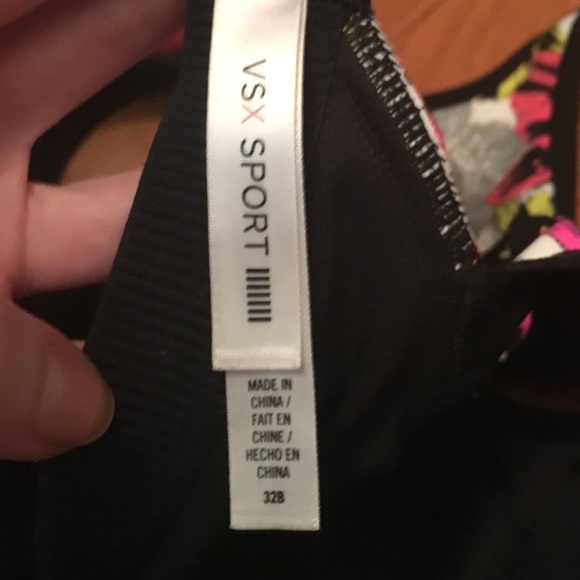 VSX SPORT
MADE IN
CHINA /
FAIT EN
CHINE /
HECHO EN
CHINA
32B